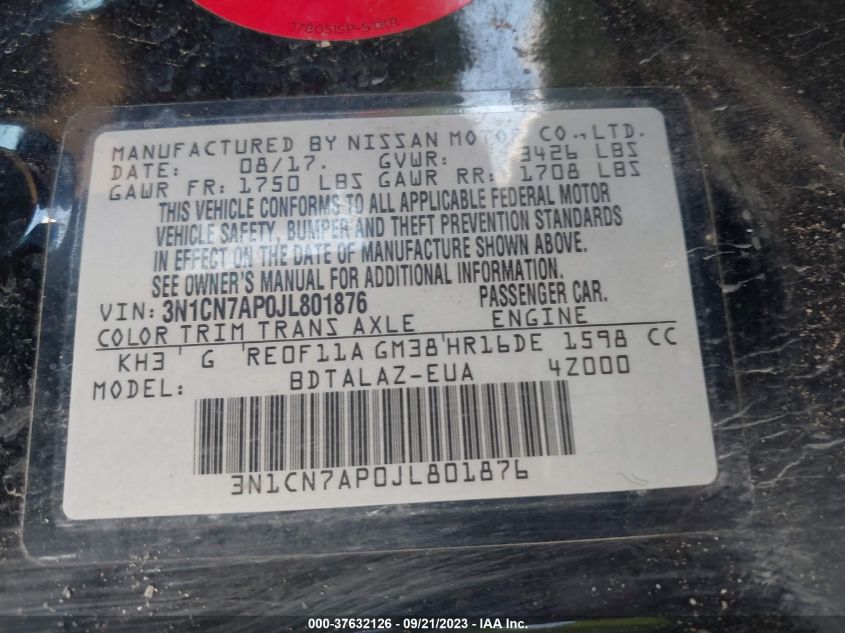 178051SP-STKR
MANUFACTURED BY NISSAN MOTOR CO.,LTD.
DATE: 08/17. GVWR: 3426 LBS
GAWR FR: 1750 LBS GAWR RR: 1708 LBS
THIS VEHICLE CONFORMS TO ALL APPLICABLE FEDERAL MOTOR
VEHICLE SAFETY, BUMPER AND THEFT PREVENTION STANDARDS
IN EFFECT ON THE DATE OF MANUFACTURE SHOWN ABOVE.
SEE OWNER'S MANUAL FOR ADDITIONAL INFORMATION.
VIN: 3N1CN7AP0JL801876 PASSENGER CAR.
COLOR TRIM TRANS AXLE ENGINE
KH3 G RE0F11A GM38 HR16DE 1598 CC
MODEL: BDTALAZ-EUA 4Z000
3N1CN7AP0JL801876
000-37632126 - 09/21/2023 - IAA Inc.